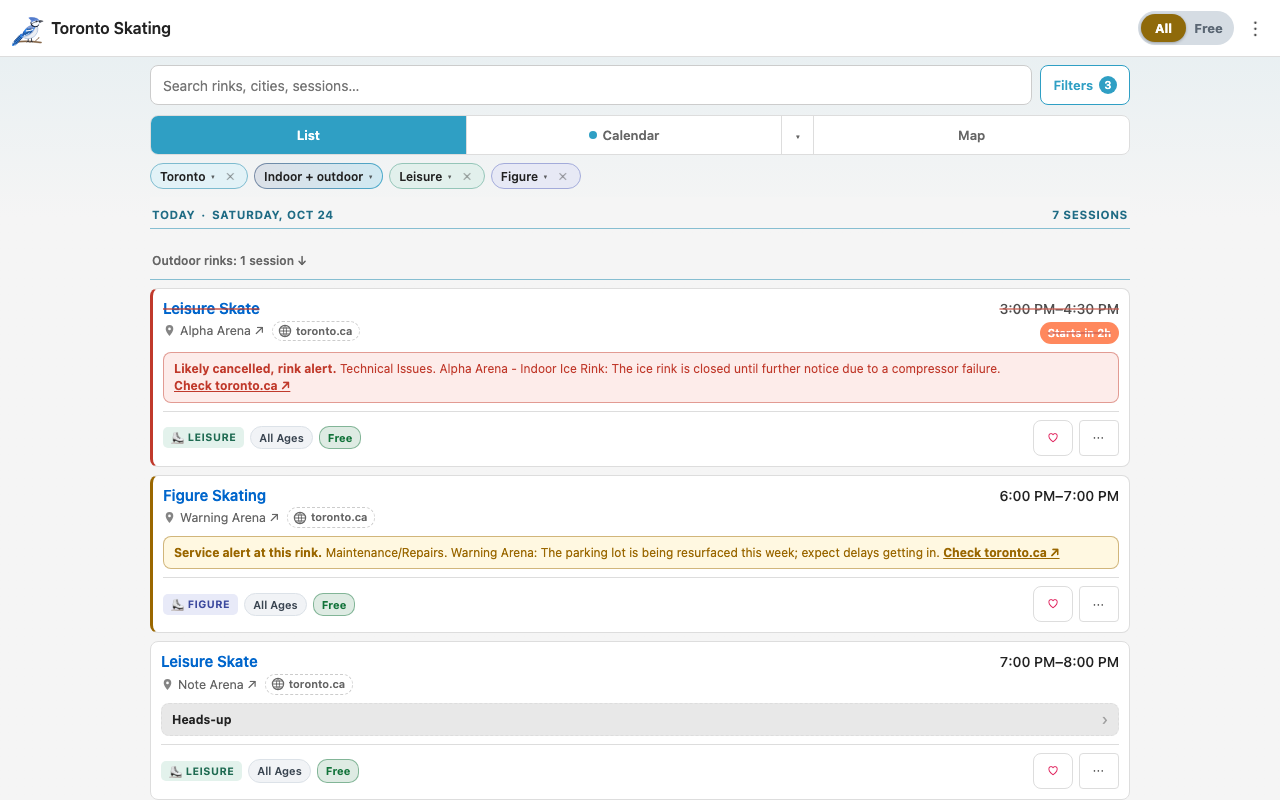 Toronto Skating
All Free
Search rinks, cities, sessions...
Filters 3
List
Calendar
Map
Toronto
Indoor + outdoor
Leisure
Figure
TODAY · SATURDAY, OCT 24
7 SESSIONS
Outdoor rinks: 1 session ↓
Leisure Skate
3:00 PM–4:30 PM
Alpha Arena ↗ toronto.ca
Starts in 2h
Likely cancelled, rink alert. Technical Issues. Alpha Arena - Indoor Ice Rink: The ice rink is closed until further notice due to a compressor failure.
Check toronto.ca ↗
LEISURE All Ages Free
Figure Skating
6:00 PM–7:00 PM
Warning Arena ↗ toronto.ca
Service alert at this rink. Maintenance/Repairs. Warning Arena: The parking lot is being resurfaced this week; expect delays getting in. Check toronto.ca ↗
FIGURE All Ages Free
Leisure Skate
7:00 PM–8:00 PM
Note Arena ↗ toronto.ca
Heads-up
LEISURE All Ages Free